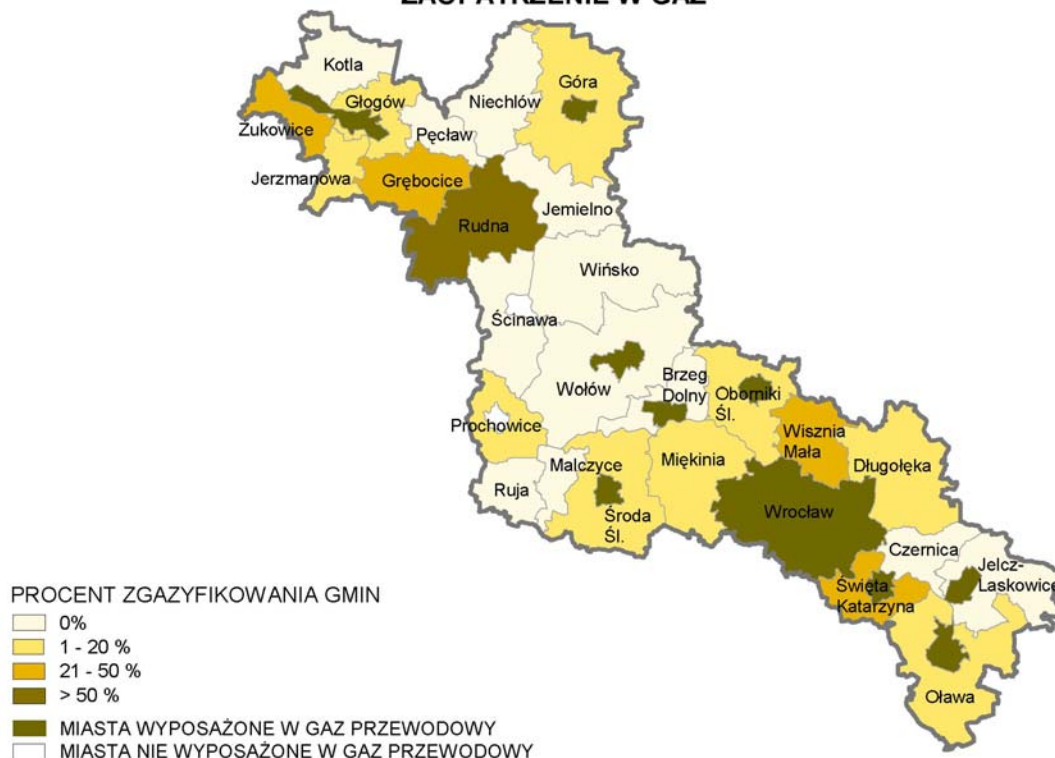 ZAOPATRZENIE W GAZ
Kotla
Głogów
Żukowice
Jerzmanowa
Pęcław
Niechlów
Góra
Grębocice
Rudna
Jemielno
Wińsko
Ścinawa
Wołów
Brzeg
Dolny
Oborniki
Śl.
Prochowice
Wisznia
Mała
Malczyce
Miękinia
Długołęka
Ruja
Środa
Śl.
Wrocław
Czernica
Jelcz-
Laskowice
Święta
Katarzyna
Oława
PROCENT ZGAZYFIKOWANIA GMIN
0%
1 - 20 %
21 - 50 %
> 50 %
MIASTA WYPOSAŻONE W GAZ PRZEWODOWY
MIASTA NIE WYPOSAŻONE W GAZ PRZEWODOWY